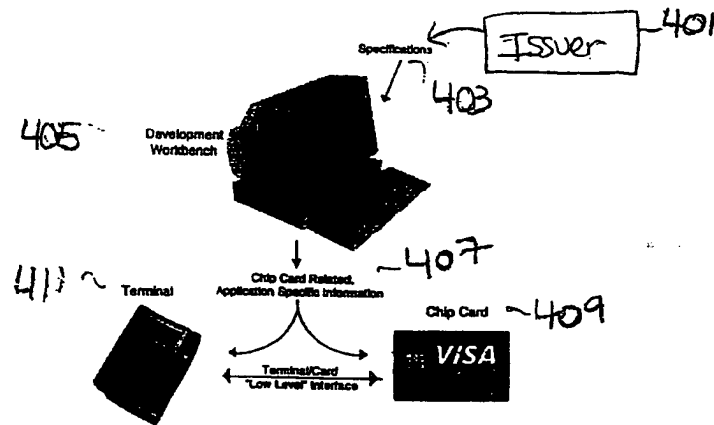 Issuer
401
Specifications
403
405
Development
Workbench
407
Chip Card Related,
Application Specific Information
411
Terminal
Chip Card
409
VISA
Terminal/Card
"Low Level" Interface